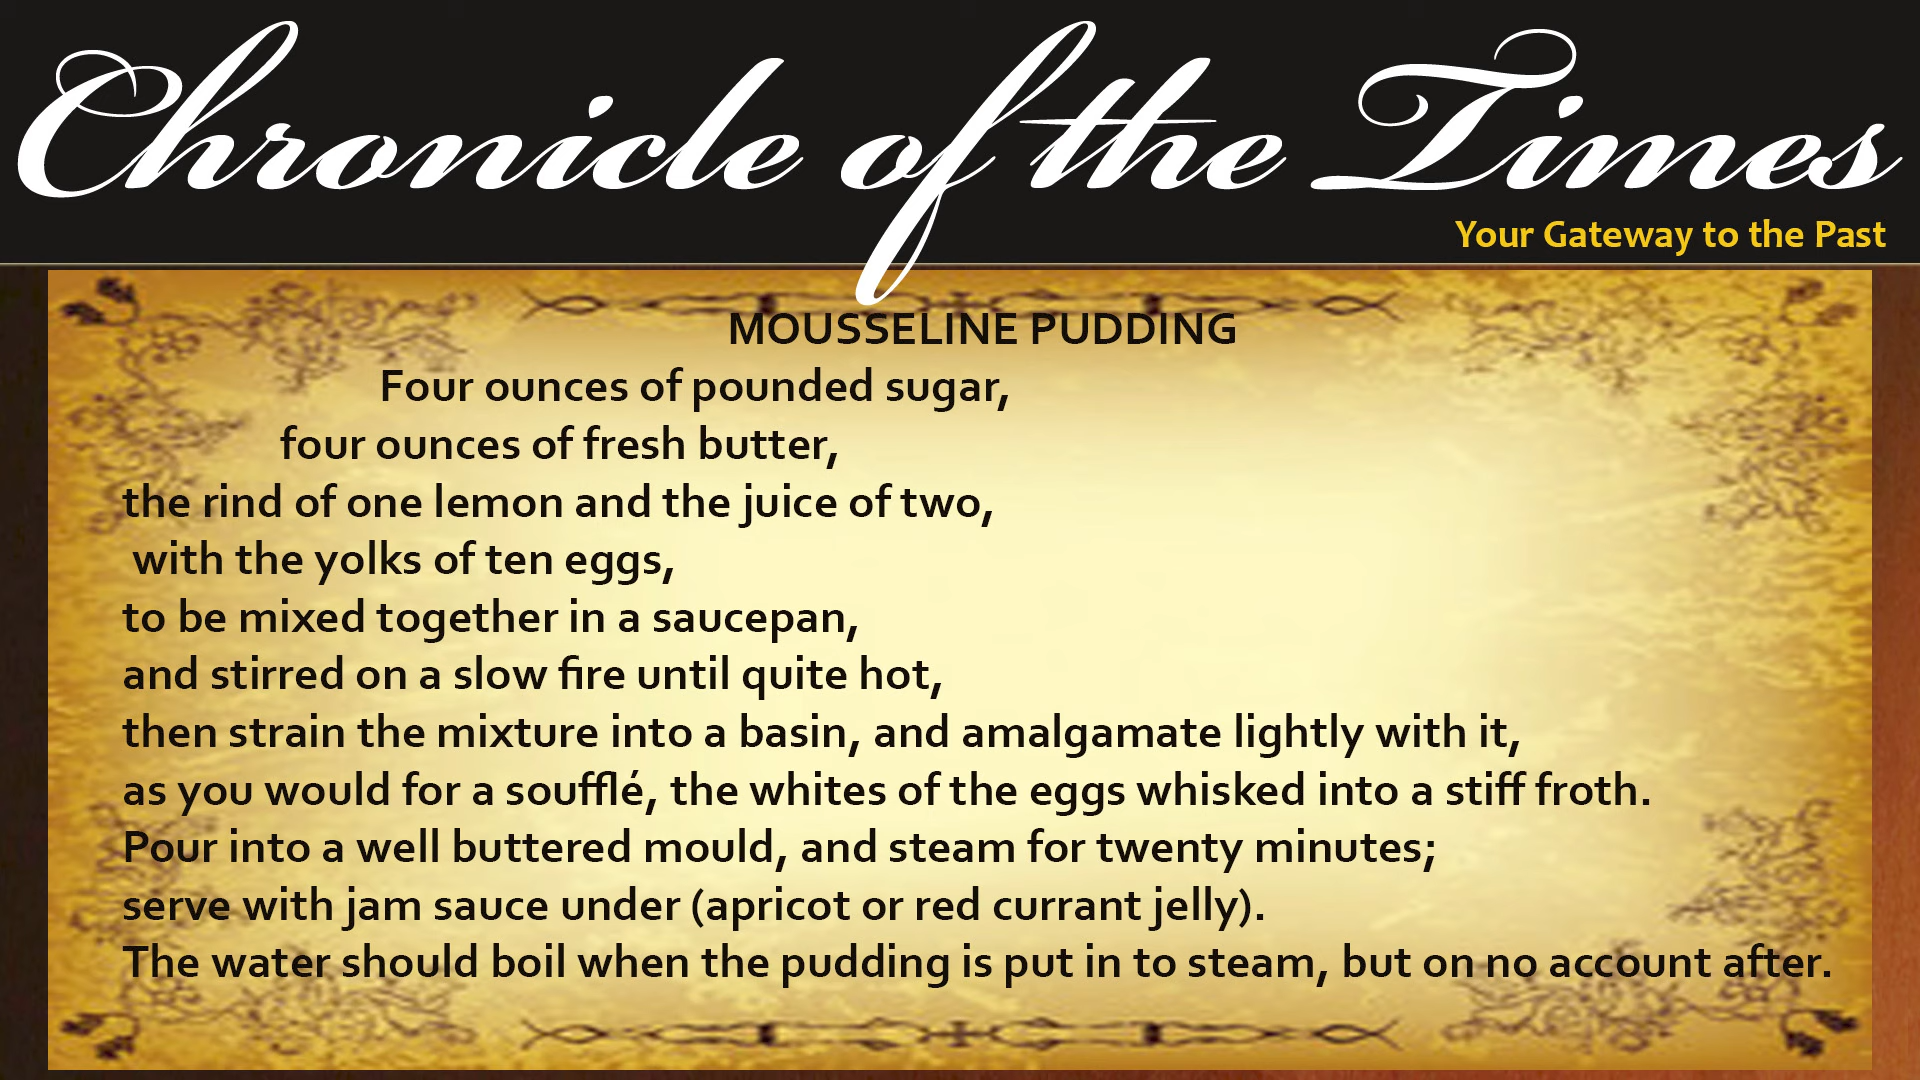 Chronicle of the Times
Your Gateway to the Past
MOUSSELINE PUDDING
Four ounces of pounded sugar,
four ounces of fresh butter,
the rind of one lemon and the juice of two,
with the yolks of ten eggs,
to be mixed together in a saucepan,
and stirred on a slow fire until quite hot,
then strain the mixture into a basin, and amalgamate lightly with it,
as you would for a soufflé, the whites of the eggs whisked into a stiff froth.
Pour into a well buttered mould, and steam for twenty minutes;
serve with jam sauce under (apricot or red currant jelly).
The water should boil when the pudding is put in to steam, but on no account after.